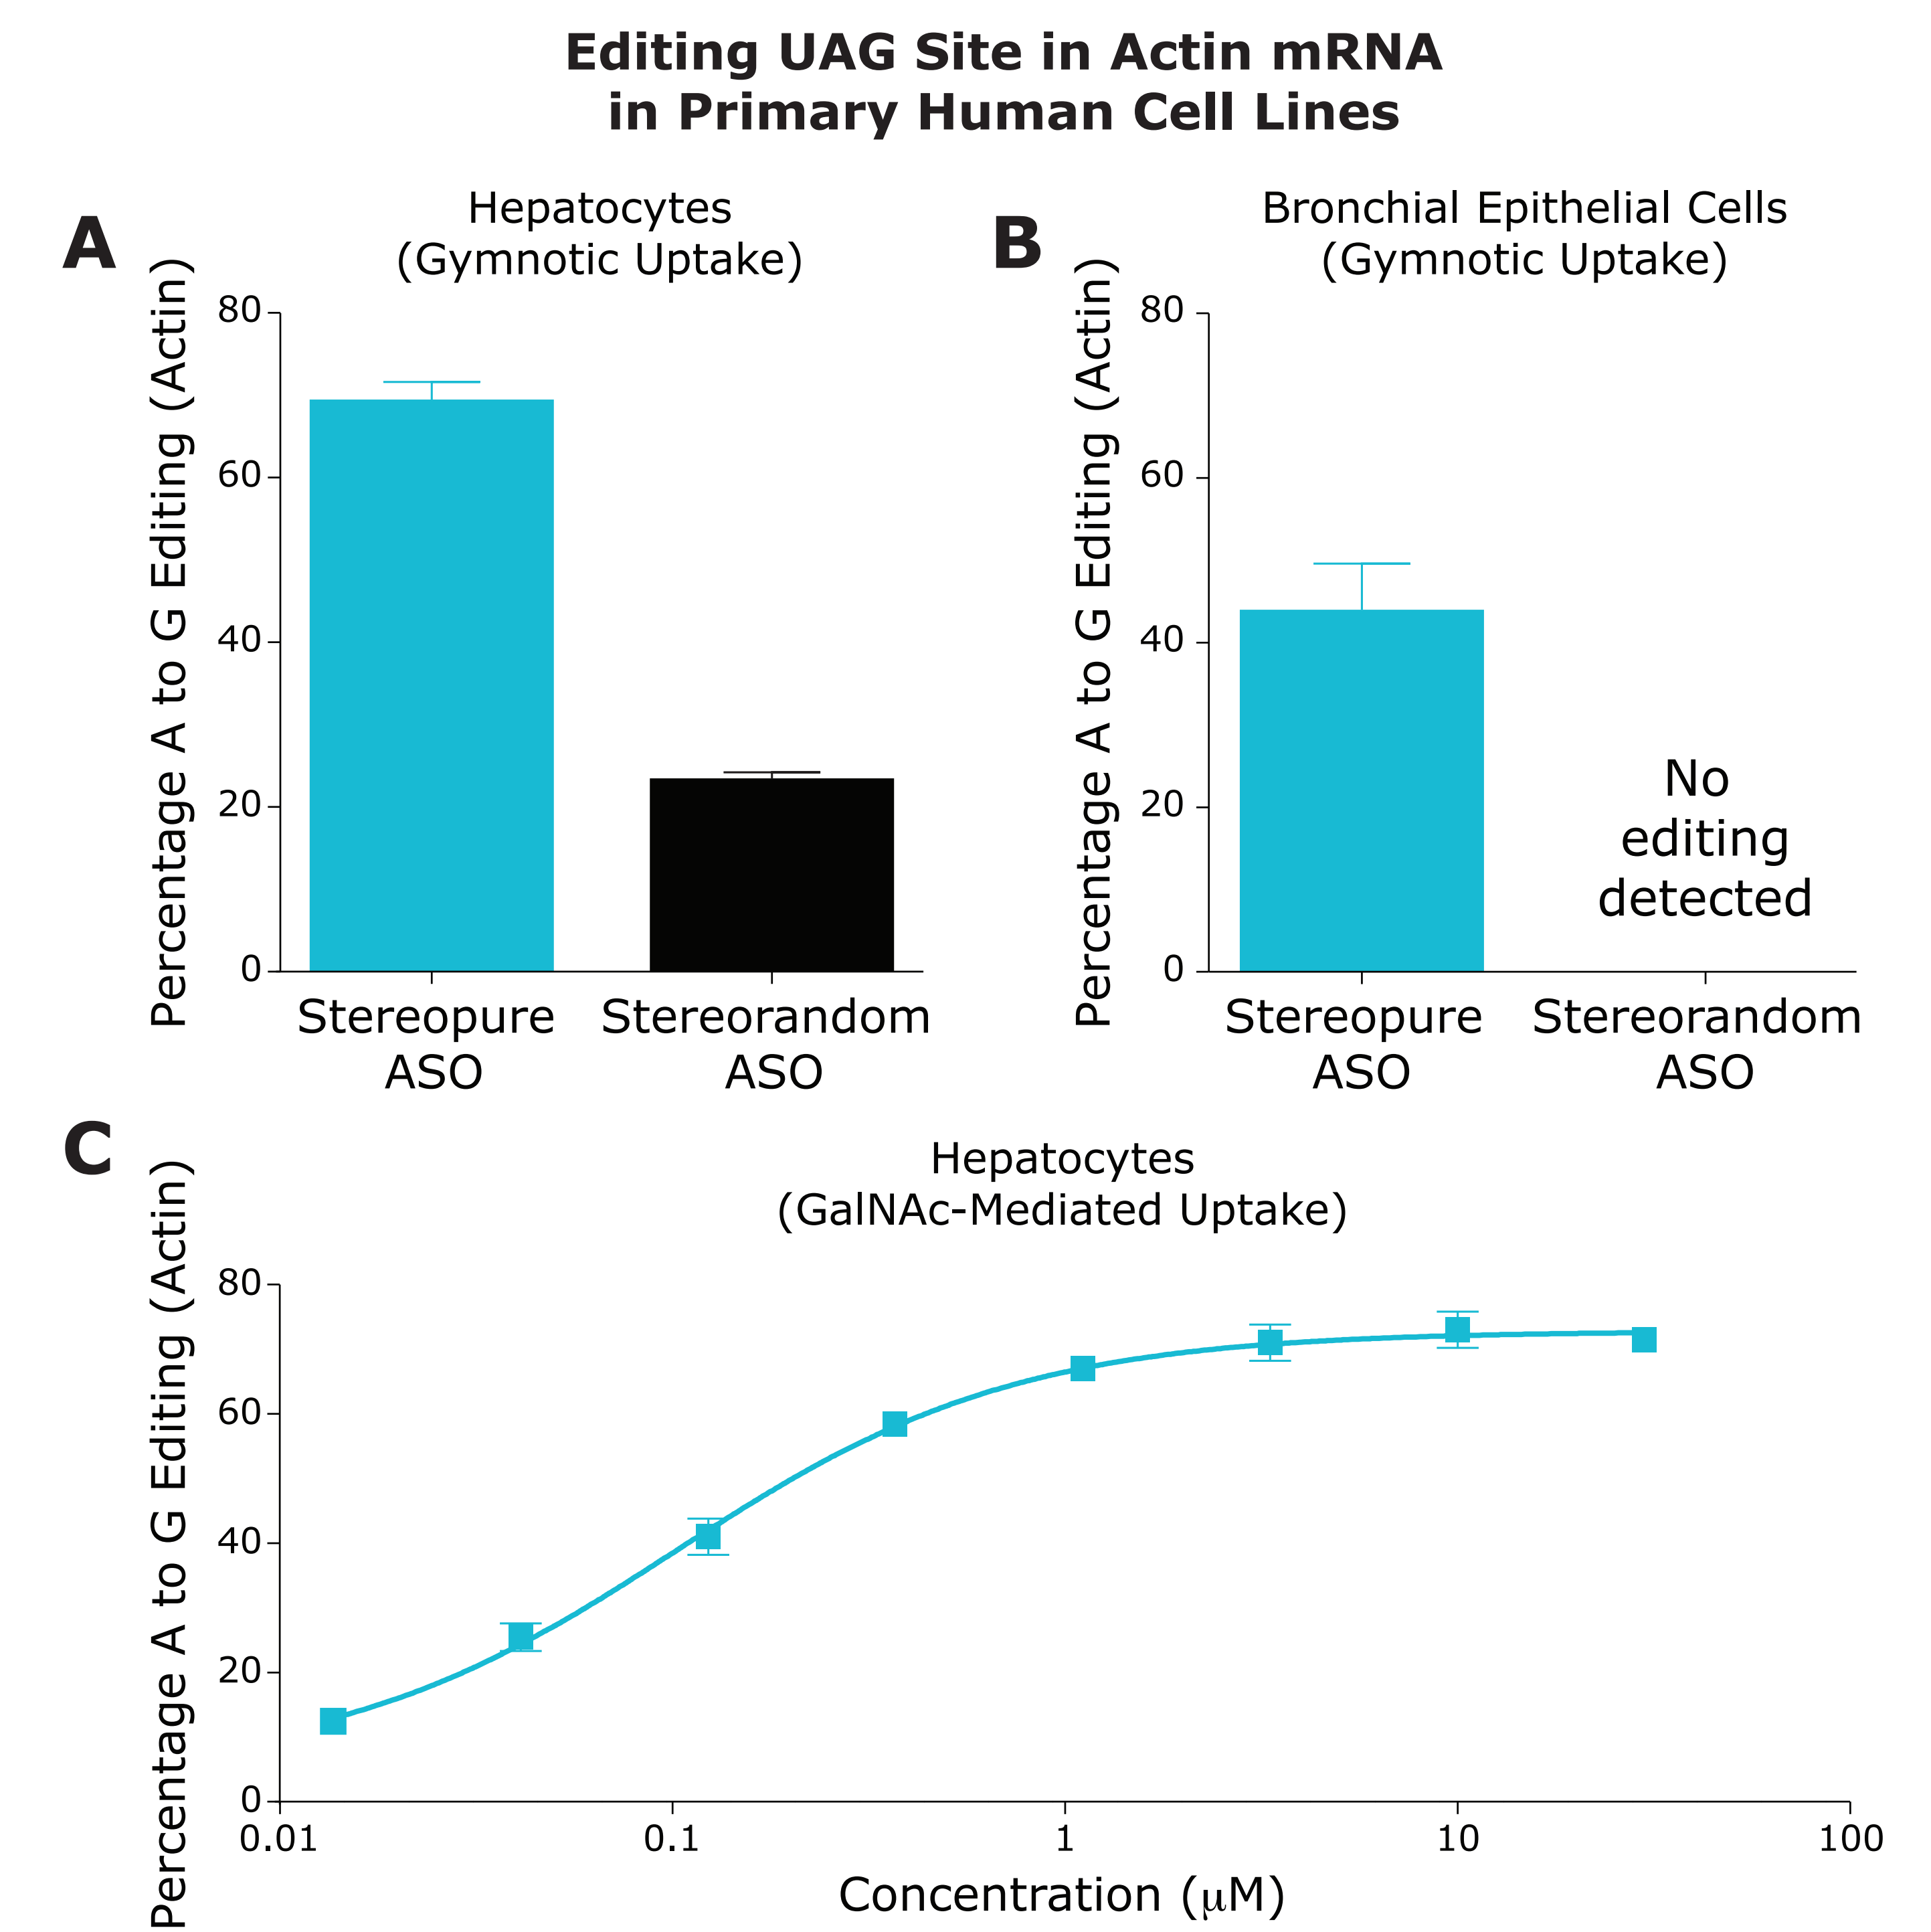 Editing UAG Site in Actin mRNA
in Primary Human Cell Lines
A
Hepatocytes
(Gymnotic Uptake)
Percentage A to G Editing (Actin)
80
60
40
20
0
Stereopure
ASO
Stereorandom
ASO
B
Bronchial Epithelial Cells
(Gymnotic Uptake)
Percentage A to G Editing (Actin)
80
60
40
20
0
No
editing
detected
Stereopure
ASO
Stereorandom
ASO
C
Hepatocytes
(GalNAc-Mediated Uptake)
Percentage A to G Editing (Actin)
80
60
40
20
0
0.01
0.1
1
10
100
Concentration (μM)